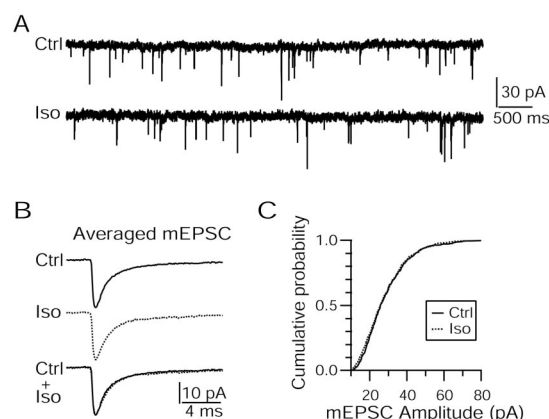 A
Ctrl
Iso
30 pA
500 ms
B
Averaged mEPSC
Ctrl
Iso
Ctrl
+
Iso
10 pA
4 ms
C
Cumulative probability
1.0
0.5
0.0
Ctrl
Iso
20 40 60 80
mEPSC Amplitude (pA)